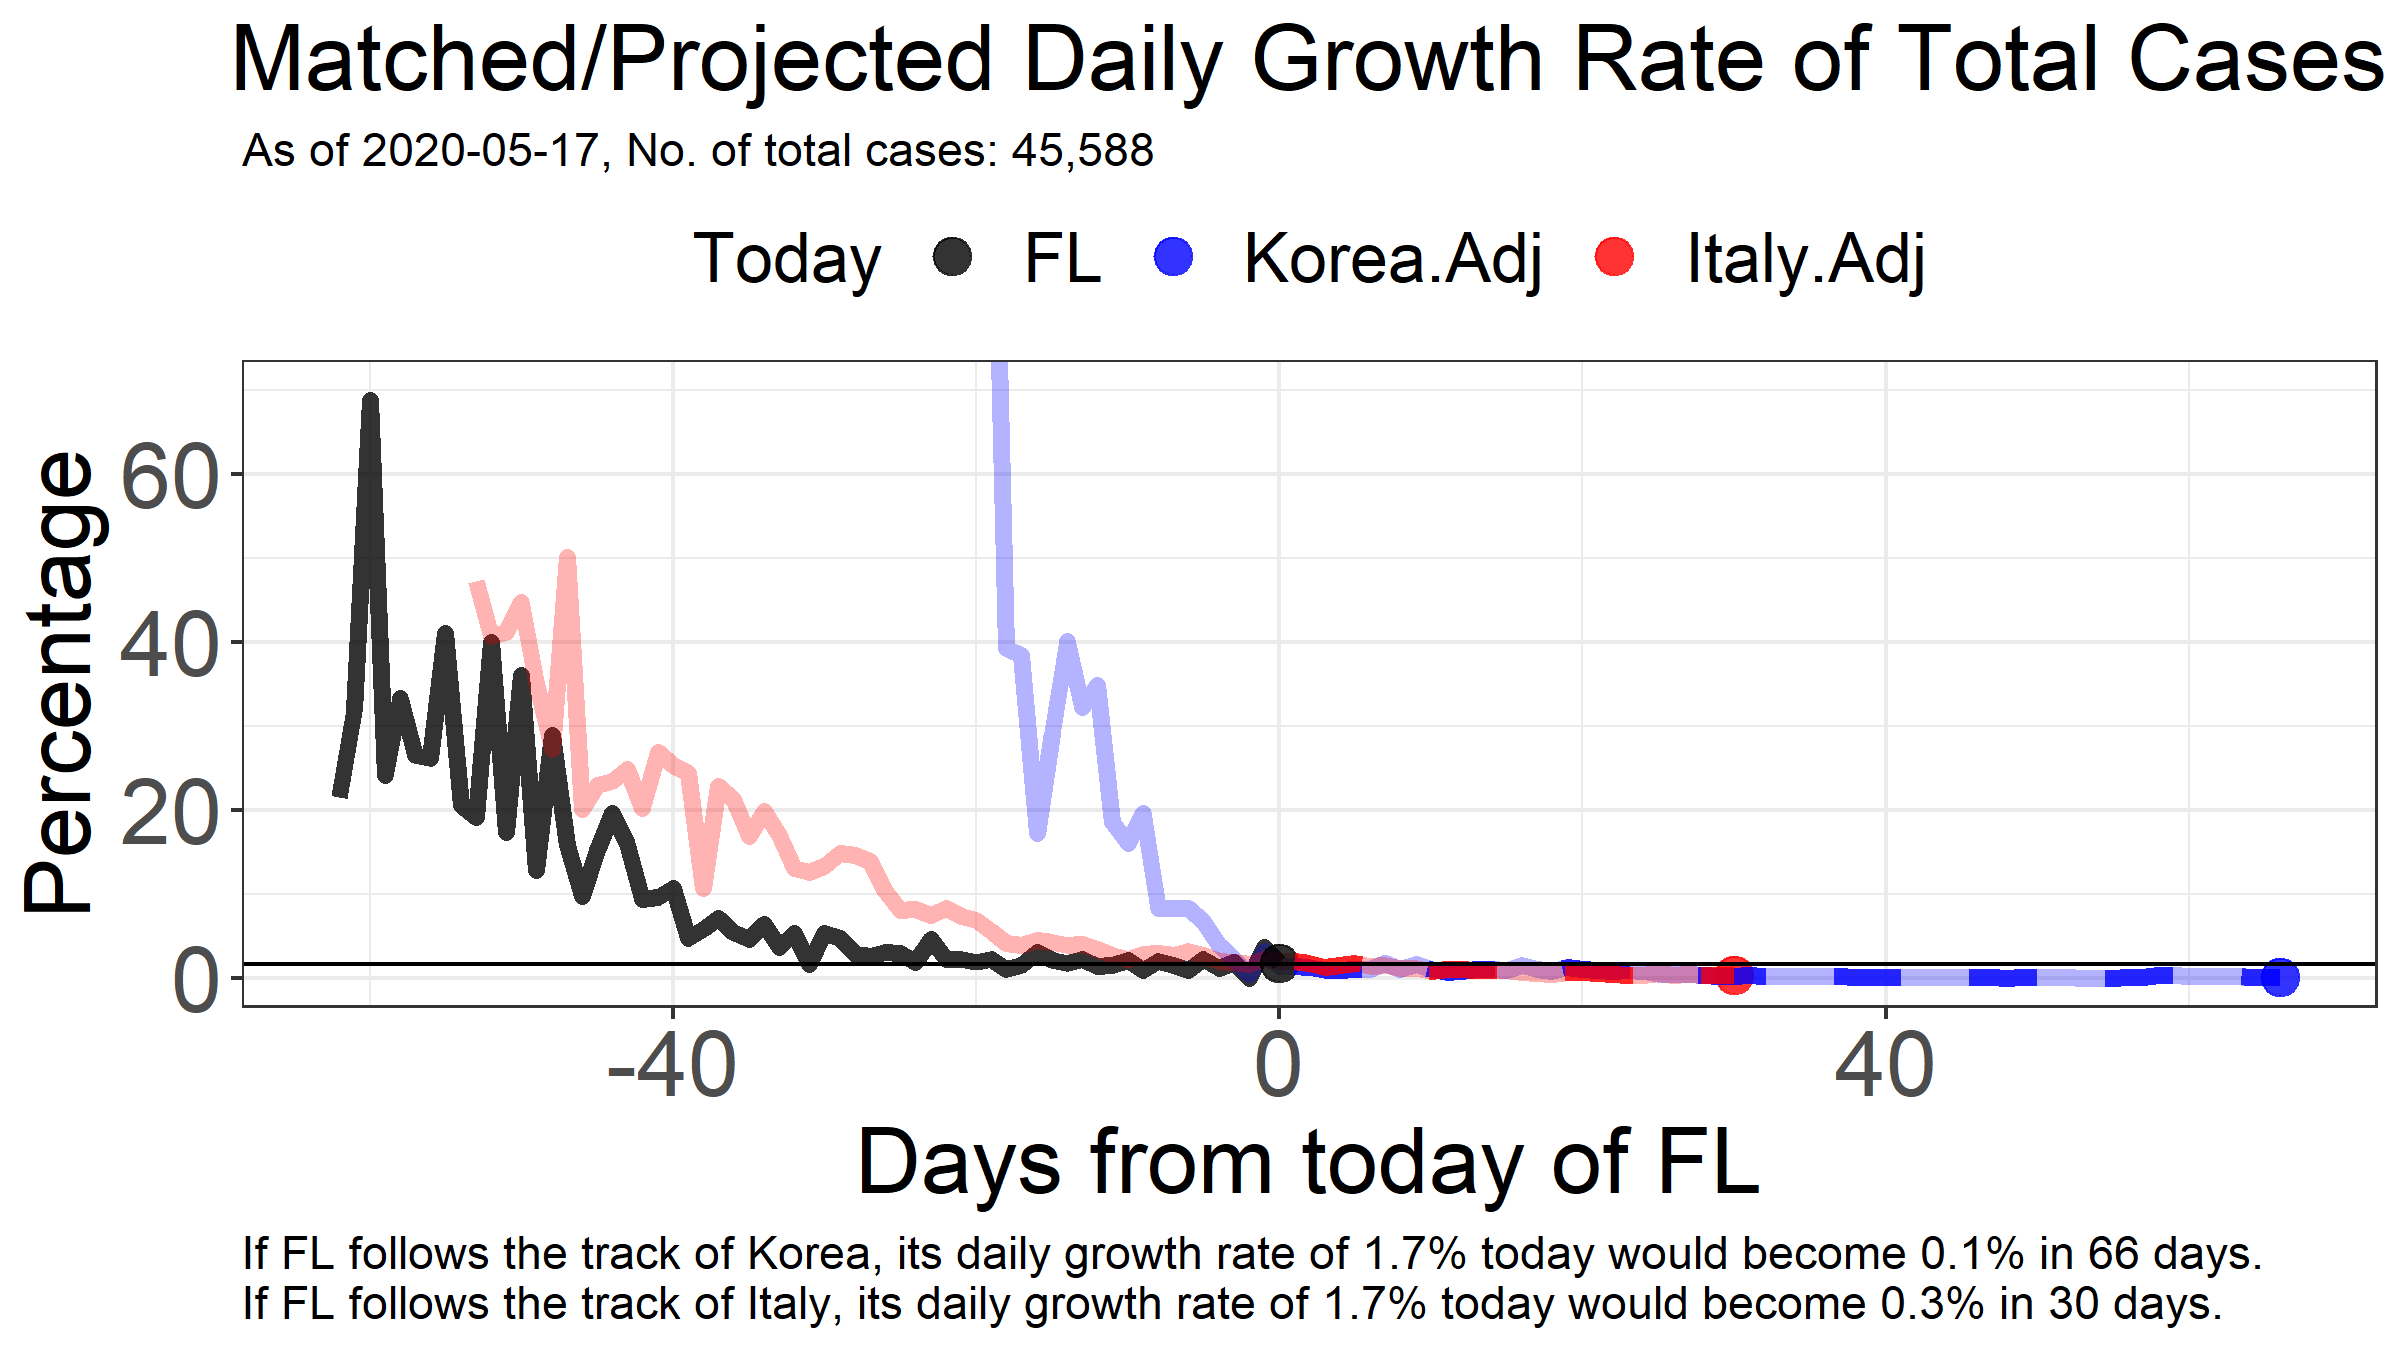 Matched/Projected Daily Growth Rate of Total Cases
As of 2020-05-17, No. of total cases: 45,588
Today FL Korea.Adj Italy.Adj
Percentage
60
40
20
0
-40 0 40
Days from today of FL
If FL follows the track of Korea, its daily growth rate of 1.7% today would become 0.1% in 66 days.
If FL follows the track of Italy, its daily growth rate of 1.7% today would become 0.3% in 30 days.